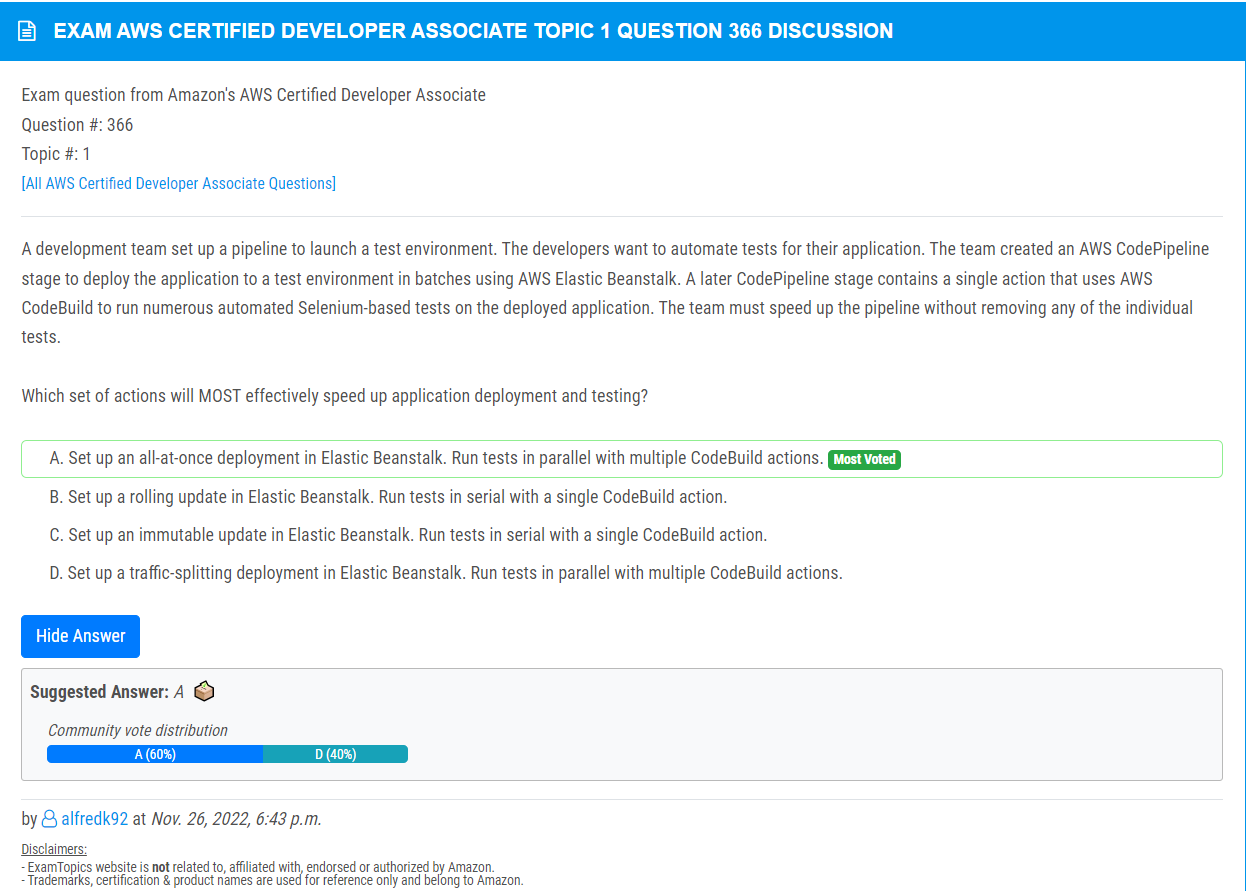 EXAM AWS CERTIFIED DEVELOPER ASSOCIATE TOPIC 1 QUESTION 366 DISCUSSION
Exam question from Amazon's AWS Certified Developer Associate
Question #: 366
Topic #: 1
[All AWS Certified Developer Associate Questions]
A development team set up a pipeline to launch a test environment. The developers want to automate tests for their application. The team created an AWS CodePipeline
stage to deploy the application to a test environment in batches using AWS Elastic Beanstalk. A later CodePipeline stage contains a single action that uses AWS
CodeBuild to run numerous automated Selenium-based tests on the deployed application. The team must speed up the pipeline without removing any of the individual
tests.
Which set of actions will MOST effectively speed up application deployment and testing?
A. Set up an all-at-once deployment in Elastic Beanstalk. Run tests in parallel with multiple CodeBuild actions. Most Voted
B. Set up a rolling update in Elastic Beanstalk. Run tests in serial with a single CodeBuild action.
C. Set up an immutable update in Elastic Beanstalk. Run tests in serial with a single CodeBuild action.
D. Set up a traffic-splitting deployment in Elastic Beanstalk. Run tests in parallel with multiple CodeBuild actions.
Hide Answer
Suggested Answer: A
Community vote distribution
A (60%) D (40%)
by alfredk92 at Nov. 26, 2022, 6:43 p.m.
Disclaimers:
- ExamTopics website is not related to, affiliated with, endorsed or authorized by Amazon.
- Trademarks, certification & product names are used for reference only and belong to Amazon.